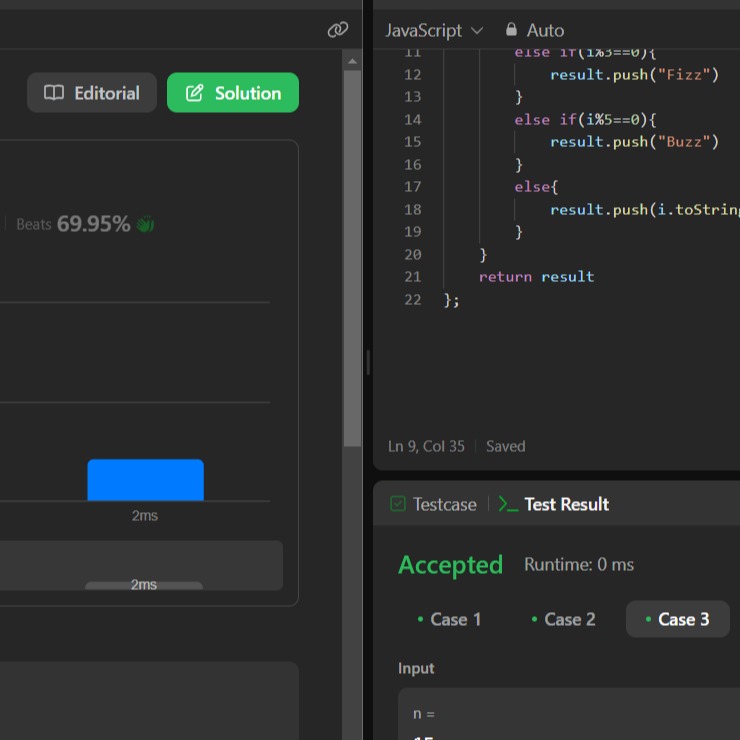 JavaScript Auto
Editorial Solution
Beats 69.95%
2ms
2ms
11 else if(i%3==0){
12 result.push("Fizz")
13 }
14 else if(i%5==0){
15 result.push("Buzz")
16 }
17 else{
18 result.push(i.toString
19 }
20 }
21 return result
22 };
Ln 9, Col 35 Saved
Testcase >_ Test Result
Accepted Runtime: 0 ms
• Case 1 • Case 2 • Case 3
Input
n =